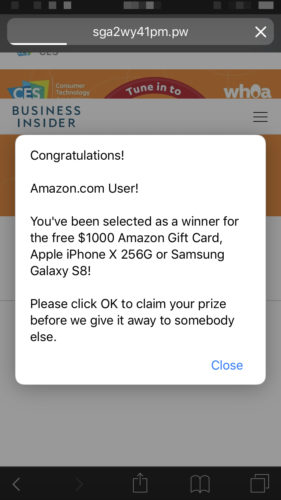 sga2wy41pm.pw
CES
CES Consumer Technology
Tune in to
whoa
BUSINESS
INSIDER
Congratulations!
Amazon.com User!
You've been selected as a winner for
the free $1000 Amazon Gift Card,
Apple iPhone X 256G or Samsung
Galaxy S8!
Please click OK to claim your prize
before we give it away to somebody
else.
Close